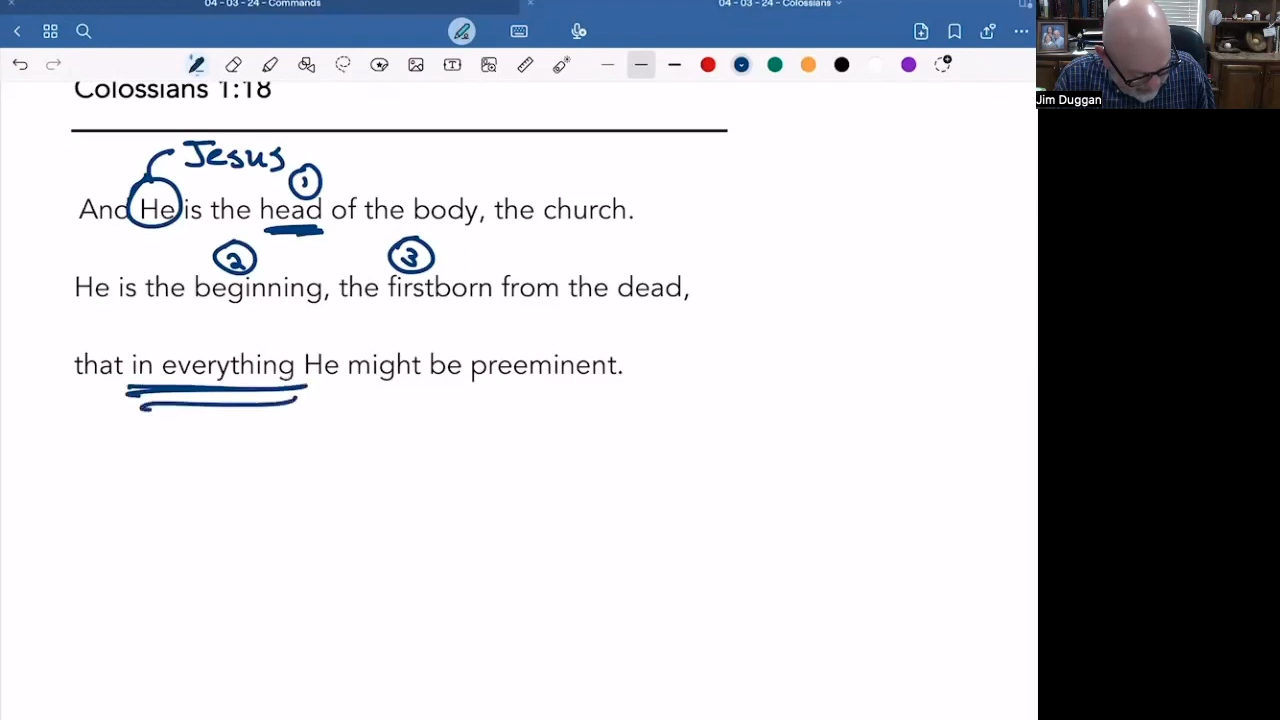 04 - 03 - 24 - Commands
04 - 03 - 24 - Colossians
Jim Duggan
Colossians 1:18
Jesus
1
And He is the head of the body, the church.
2 3
He is the beginning, the firstborn from the dead,
that in everything He might be preeminent.